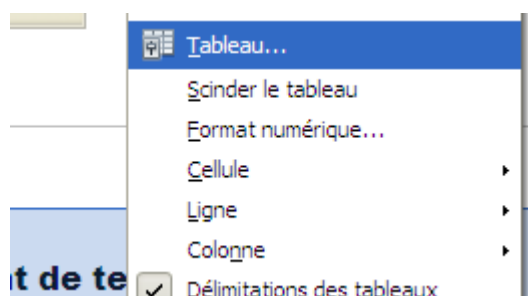 Tableau...
Scinder le tableau
Format numérique...
Cellule
Ligne
Colonne
t de te
Délimitations des tableaux